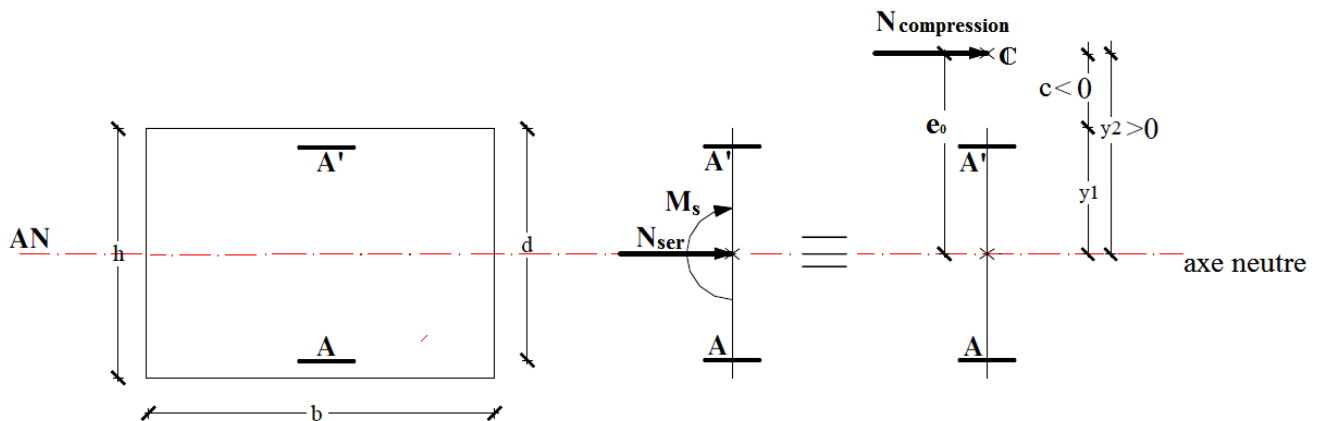 N compression
ℂ
c< 0
A'
e₀
A'
A'
y2>0
y1
Ms
AN
h
d
Nser
axe neutre
A
A
A
b